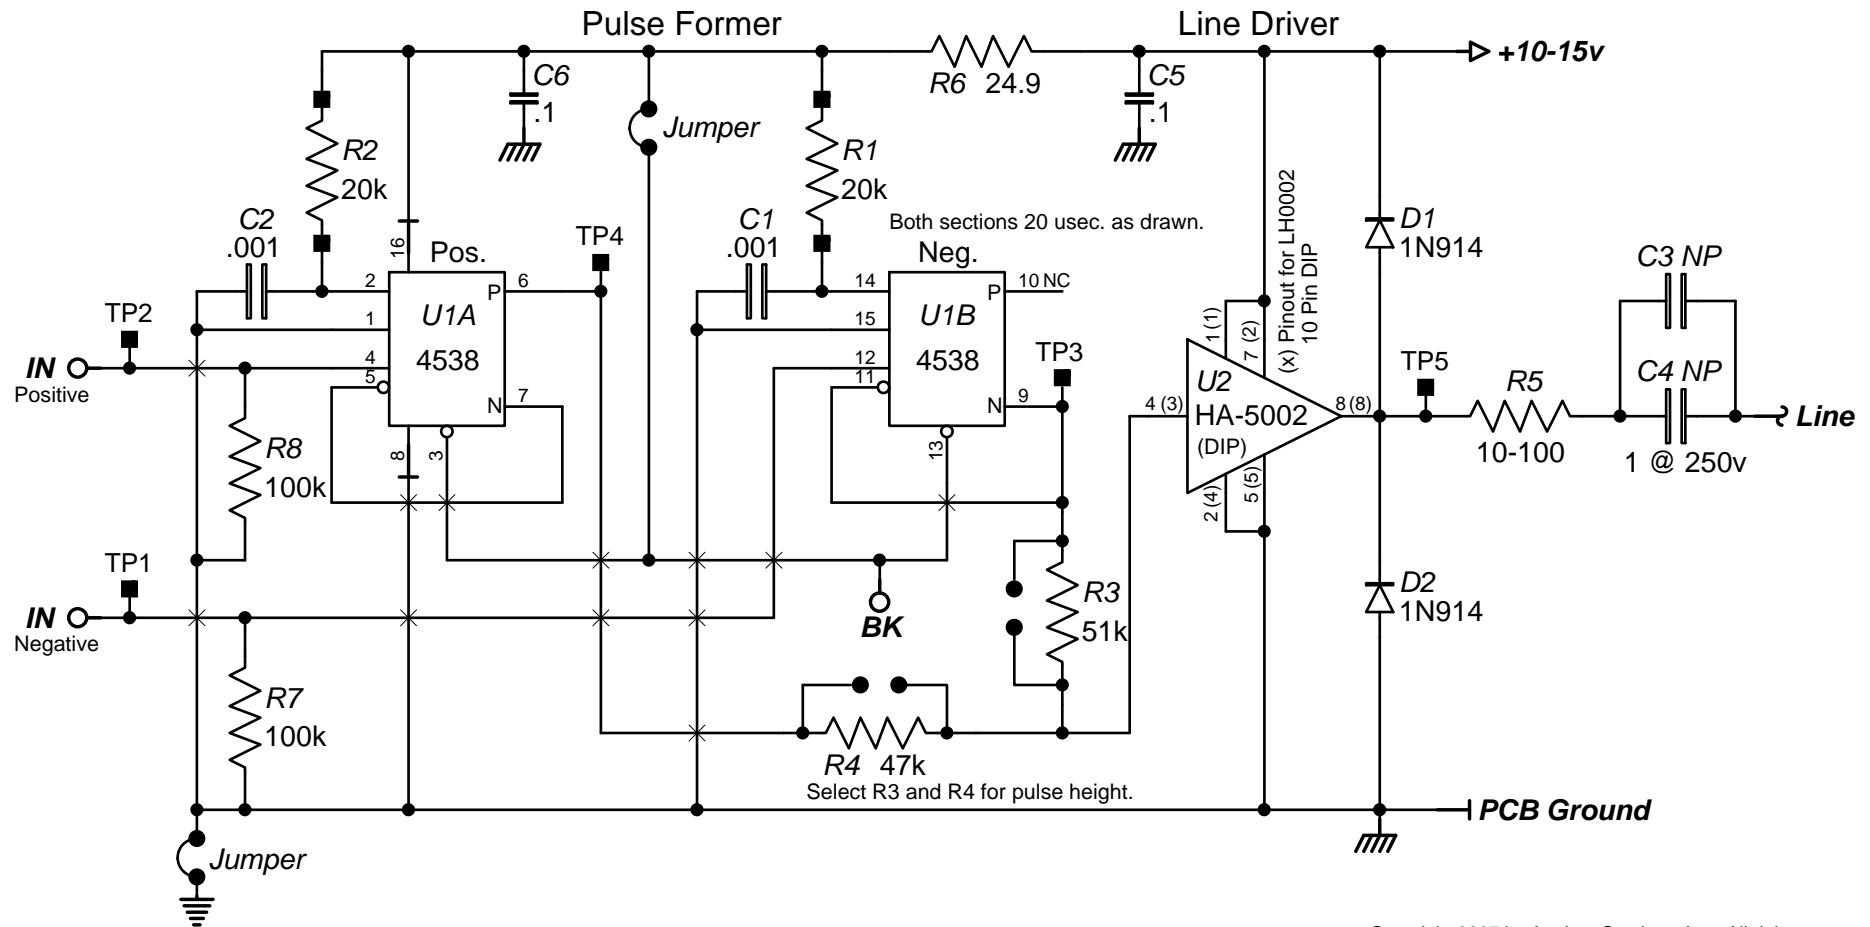 Pulse Former
Line Driver
+10-15v
C6
.1
Jumper
R6 24.9
C5
.1
R2
20k
R1
20k
C2
.001
16
Pos.
TP4
C1
.001
Both sections 20 usec. as drawn.
Neg.
(x) Pinout for LH0002
10 Pin DIP
D1
1N914
C3 NP
TP2
2
1
4
5
P
6
U1A
4538
N
7
8
3
14
15
12
11
P
10 NC
U1B
4538
N
9
13
TP3
1 (1)
7 (2)
IN
Positive
4 (3)
U2
HA-5002
(DIP)
8 (8)
2 (4)
5 (5)
TP5
R5
10-100
C4 NP
1 @ 250v
Line
R8
100k
TP1
IN
Negative
BK
R3
51k
D2
1N914
R7
100k
R4 47k
Select R3 and R4 for pulse height.
PCB Ground
Jumper